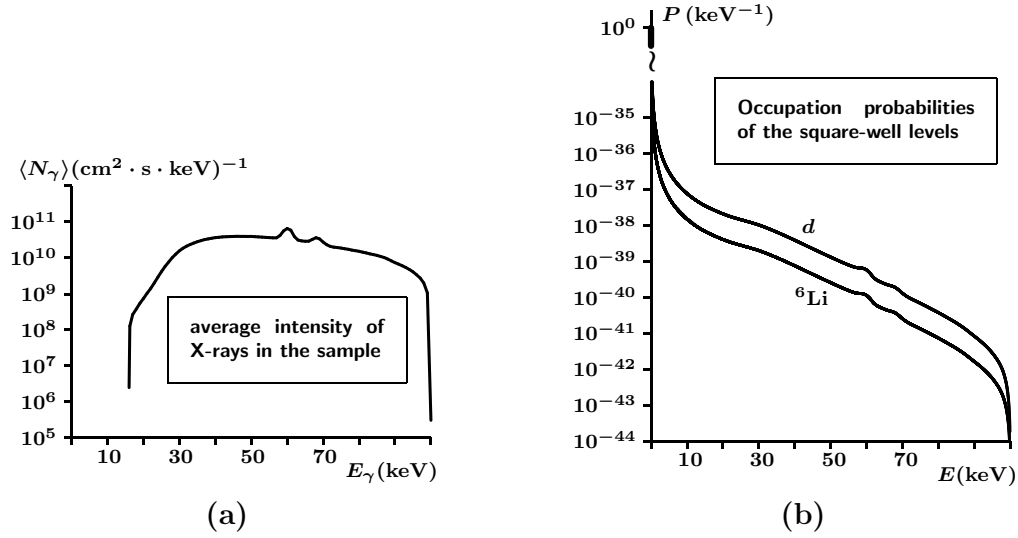 ⟨N_γ⟩(cm² · s · keV)⁻¹
10¹¹
10¹⁰
10⁹
10⁸
10⁷
10⁶
10⁵
average intensity of
X-rays in the sample
10 30 50 70
E_γ(keV)
(a)
P (keV⁻¹)
10⁰
~
10⁻³⁵
10⁻³⁶
10⁻³⁷
10⁻³⁸
10⁻³⁹
10⁻⁴⁰
10⁻⁴¹
10⁻⁴²
10⁻⁴³
10⁻⁴⁴
Occupation probabilities
of the square-well levels
d
⁶Li
10 30 50 70
E(keV)
(b)